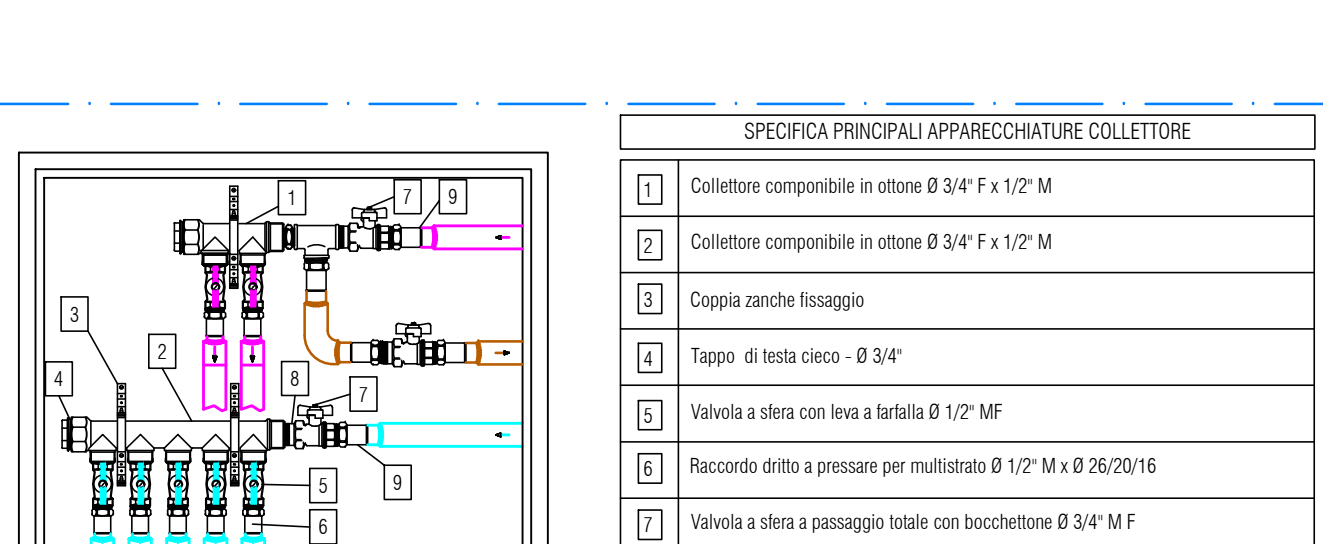 SPECIFICA PRINCIPALI APPARECCHIATURE COLLETTORE
1 Collettore componibile in ottone Ø 3/4" F x 1/2" M
2 Collettore componibile in ottone Ø 3/4" F x 1/2" M
3 Coppia zanche fissaggio
4 Tappo di testa cieco - Ø 3/4"
5 Valvola a sfera con leva a farfalla Ø 1/2" MF
6 Raccordo dritto a pressare per multistrato Ø 1/2" M x Ø 26/20/16
7 Valvola a sfera a passaggio totale con bocchettone Ø 3/4" M F
1
7
9
3
2
4
8
7
5
9
6